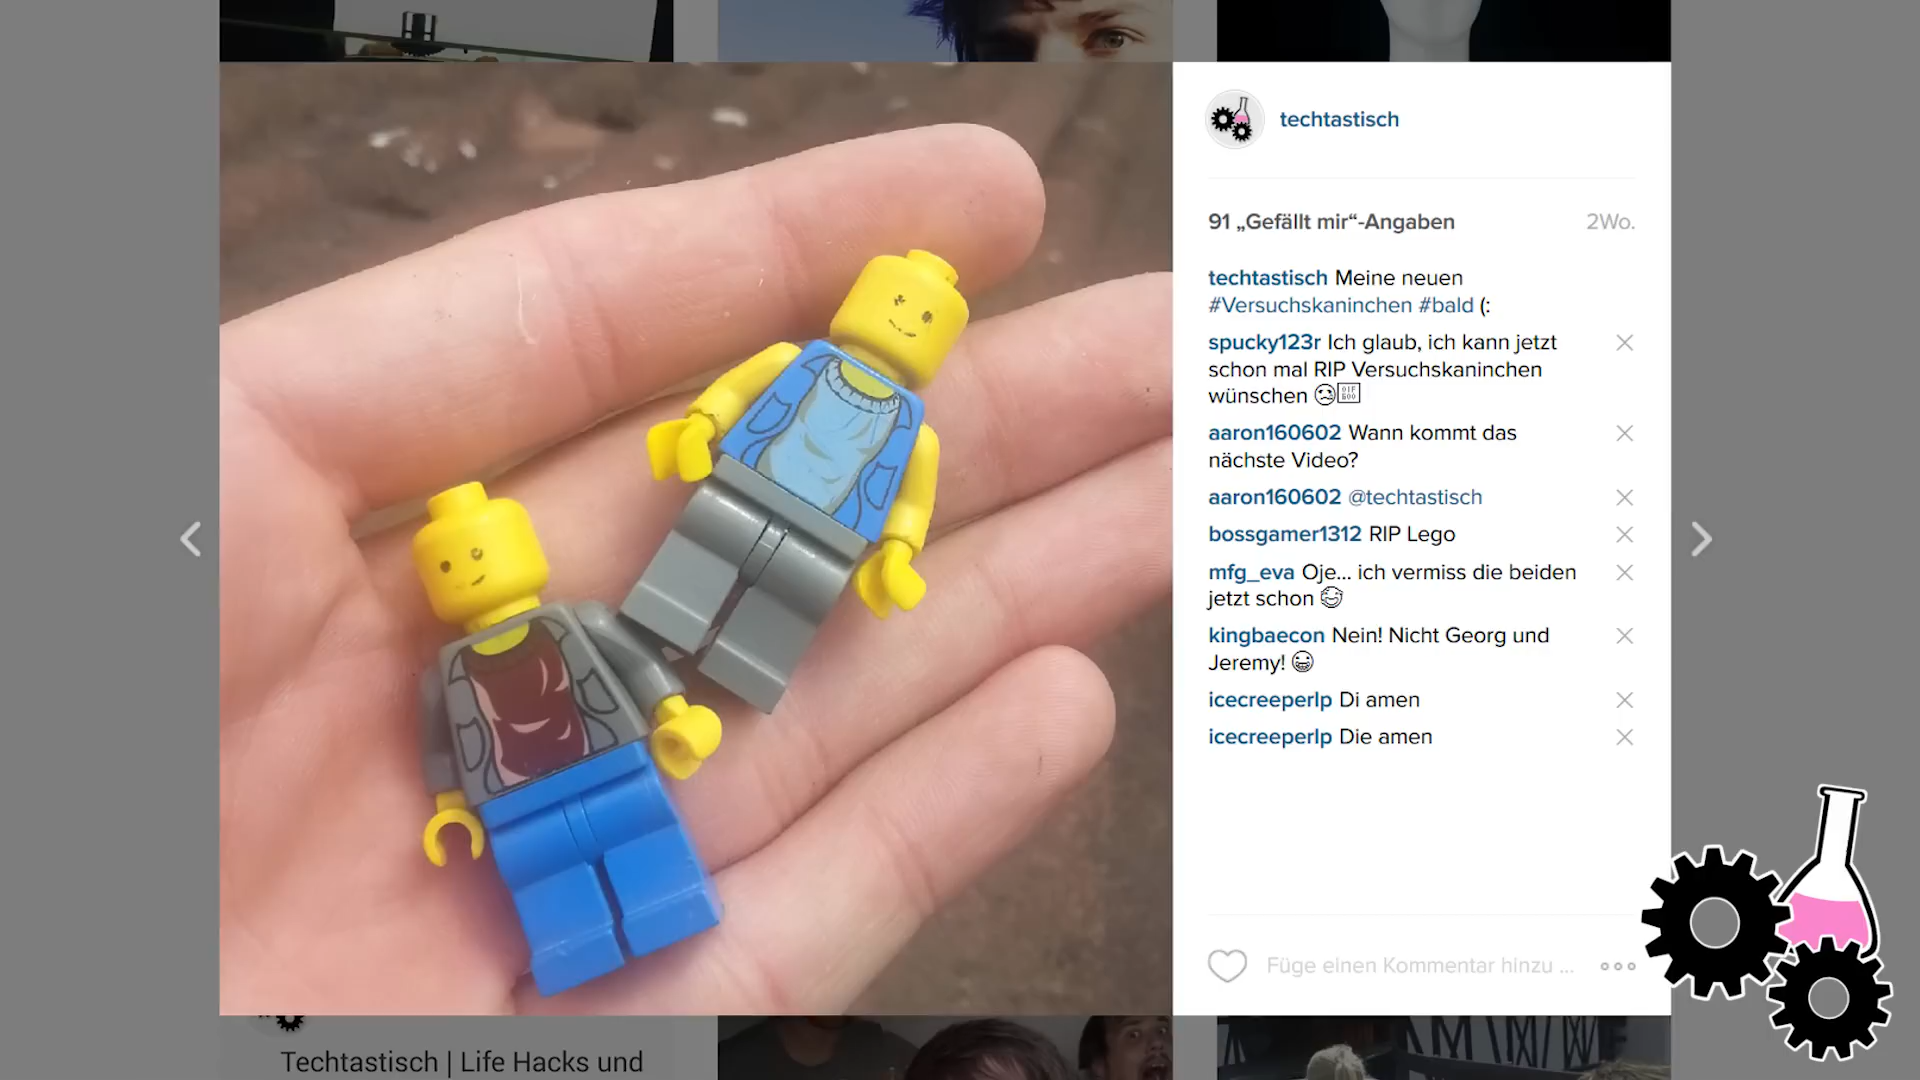 techtastisch
91 „Gefällt mir“-Angaben 2Wo.
techtastisch Meine neuen
#Versuchskaninchen #bald (:
spucky123r Ich glaub, ich kann jetzt
schon mal RIP Versuchskaninchen
wünschen
aaron160602 Wann kommt das
nächste Video?
aaron160602 @techtastisch
bossgamer1312 RIP Lego
mfg_eva Oje... ich vermiss die beiden
jetzt schon 😅
kingbaecon Nein! Nicht Georg und
Jeremy! 😀
icecreeperlp Di amen
icecreeperlp Die amen
Füge einen Kommentar hinzu ...
Techtastisch | Life Hacks und